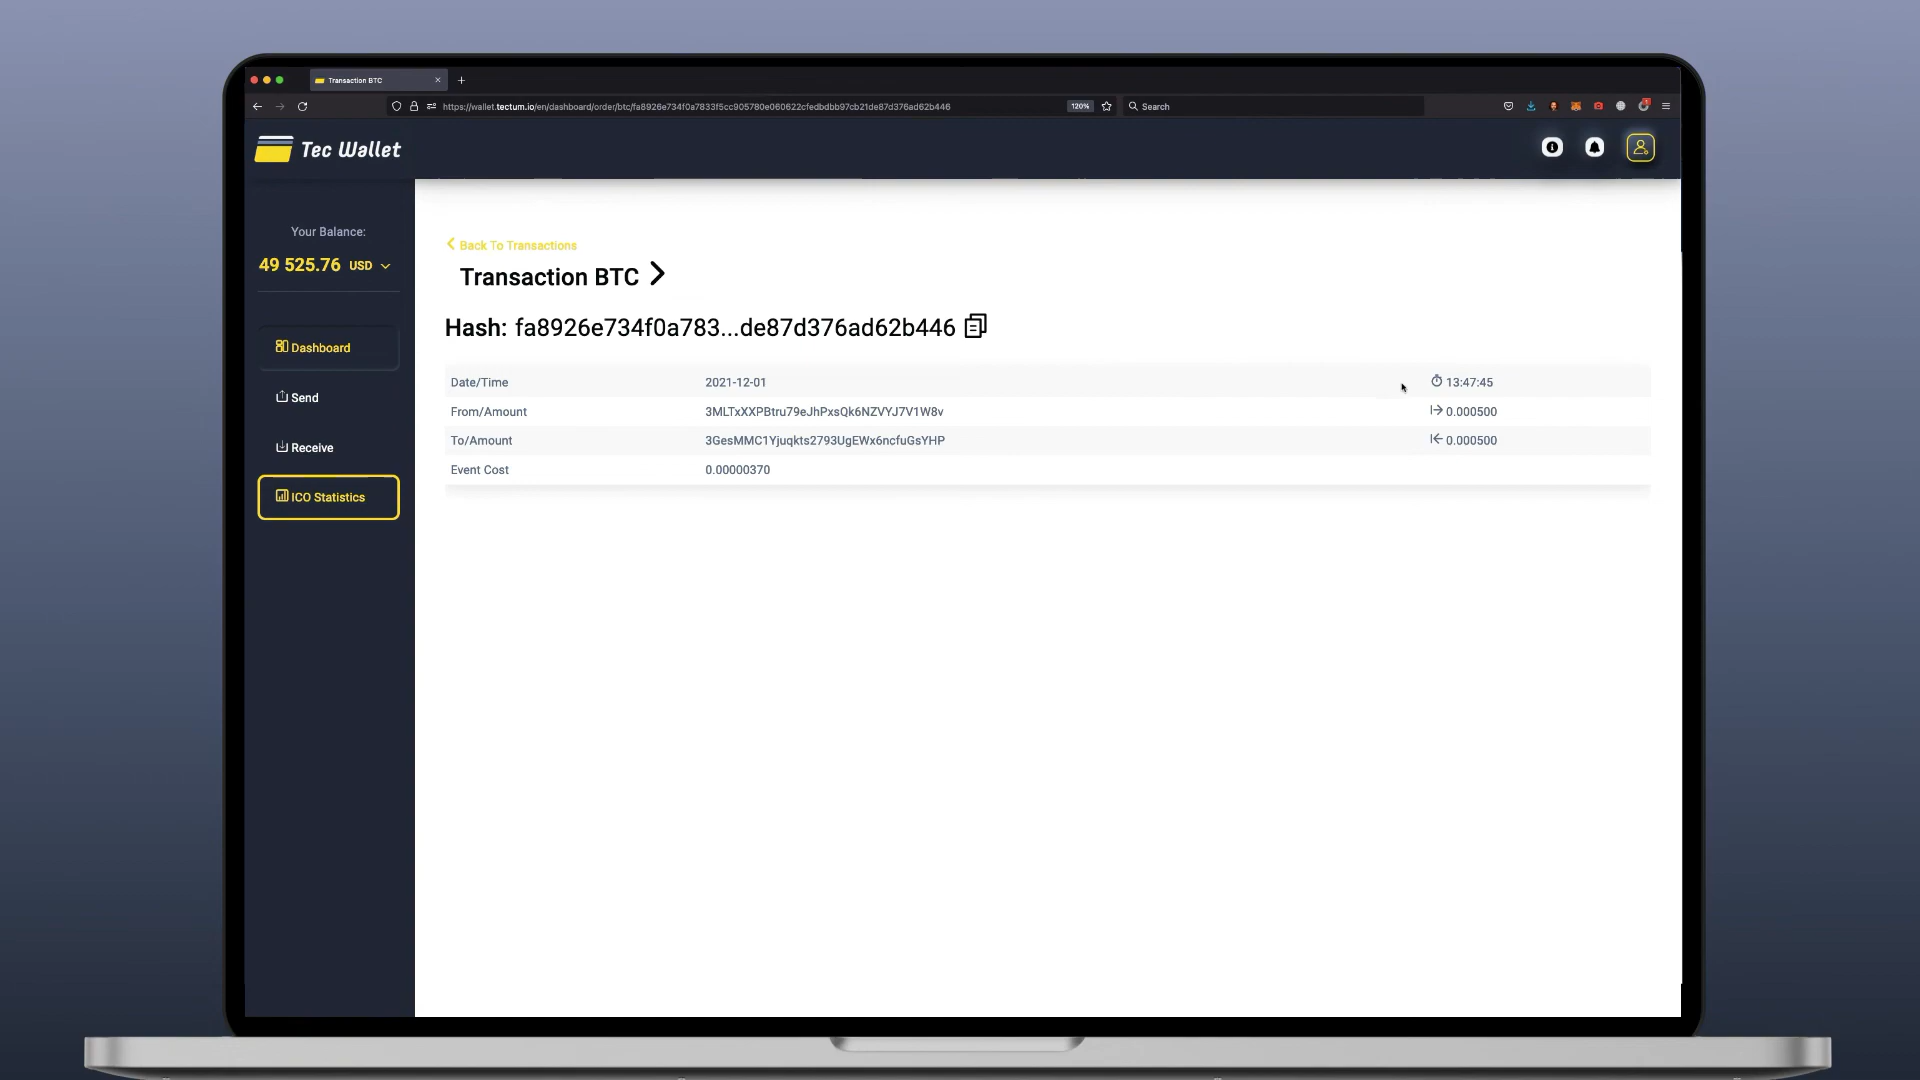 Transaction BTC
https://wallet.tectum.io/en/dashboard/order/btc/fa8926e734f0a7833f5cc905780e060622cfedbdbb97cb21de87d376ad62b446
120%
Search
Tec Wallet
Your Balance:
49 525.76 USD
Dashboard
Send
Receive
ICO Statistics
Back To Transactions
Transaction BTC
Hash: fa8926e734f0a783...de87d376ad62b446
Date/Time 2021-12-01 13:47:45
From/Amount 3MLTxXXPBtru79eJhPxsQk6NZVYJ7V1W8v 0.000500
To/Amount 3GesMMC1Yjuqkts2793UgEWx6ncfuGsYHP 0.000500
Event Cost 0.00000370